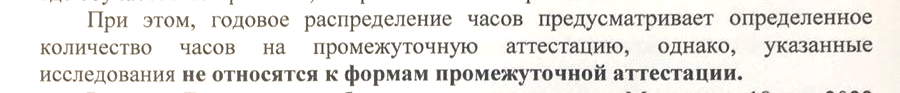 При этом, годовое распределение часов предусматривает определенное
количество часов на промежуточную аттестацию, однако, указанные
исследования не относятся к формам промежуточной аттестации.